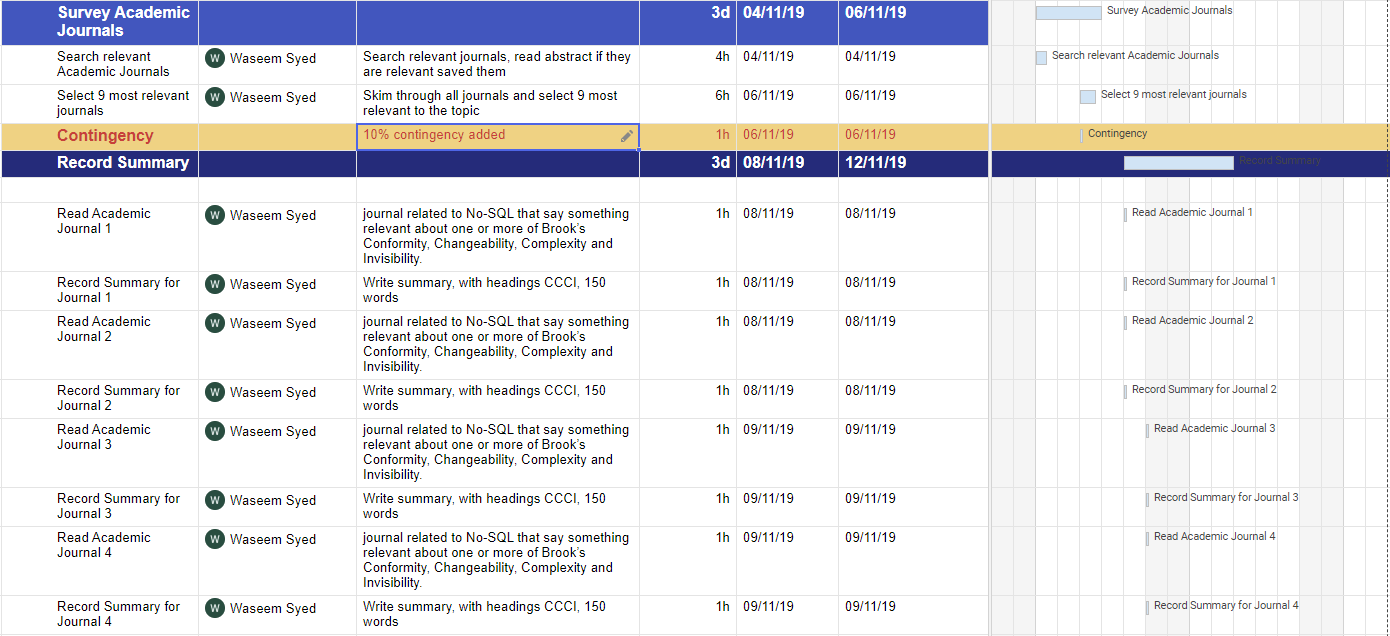 Survey Academic
Journals
3d
04/11/19
06/11/19
Survey Academic Journals
Search relevant
Academic Journals
W
Waseem Syed
Search relevant journals, read abstract if they
are relevant saved them
4h
04/11/19
04/11/19
Search relevant Academic Journals
Select 9 most relevant
journals
W
Waseem Syed
Skim through all journals and select 9 most
relevant to the topic
6h
06/11/19
06/11/19
Select 9 most relevant journals
Contingency
10% contingency added
1h
06/11/19
06/11/19
Contingency
Record Summary
3d
08/11/19
12/11/19
Record Summary
Read Academic
Journal 1
W
Waseem Syed
journal related to No-SQL that say something
relevant about one or more of Brook's
Conformity, Changeability, Complexity and
Invisibility.
1h
08/11/19
08/11/19
Read Academic Journal 1
Record Summary for
Journal 1
W
Waseem Syed
Write summary, with headings CCCI, 150
words
1h
08/11/19
08/11/19
Record Summary for Journal 1
Read Academic
Journal 2
W
Waseem Syed
journal related to No-SQL that say something
relevant about one or more of Brook's
Conformity, Changeability, Complexity and
Invisibility.
1h
08/11/19
08/11/19
Read Academic Journal 2
Record Summary for
Journal 2
W
Waseem Syed
Write summary, with headings CCCI, 150
words
1h
08/11/19
08/11/19
Record Summary for Journal 2
Read Academic
Journal 3
W
Waseem Syed
journal related to No-SQL that say something
relevant about one or more of Brook's
Conformity, Changeability, Complexity and
Invisibility.
1h
09/11/19
09/11/19
Read Academic Journal 3
Record Summary for
Journal 3
W
Waseem Syed
Write summary, with headings CCCI, 150
words
1h
09/11/19
09/11/19
Record Summary for Journal 3
Read Academic
Journal 4
W
Waseem Syed
journal related to No-SQL that say something
relevant about one or more of Brook's
Conformity, Changeability, Complexity and
Invisibility.
1h
09/11/19
09/11/19
Read Academic Journal 4
Record Summary for
Journal 4
W
Waseem Syed
Write summary, with headings CCCI, 150
words
1h
09/11/19
09/11/19
Record Summary for Journal 4